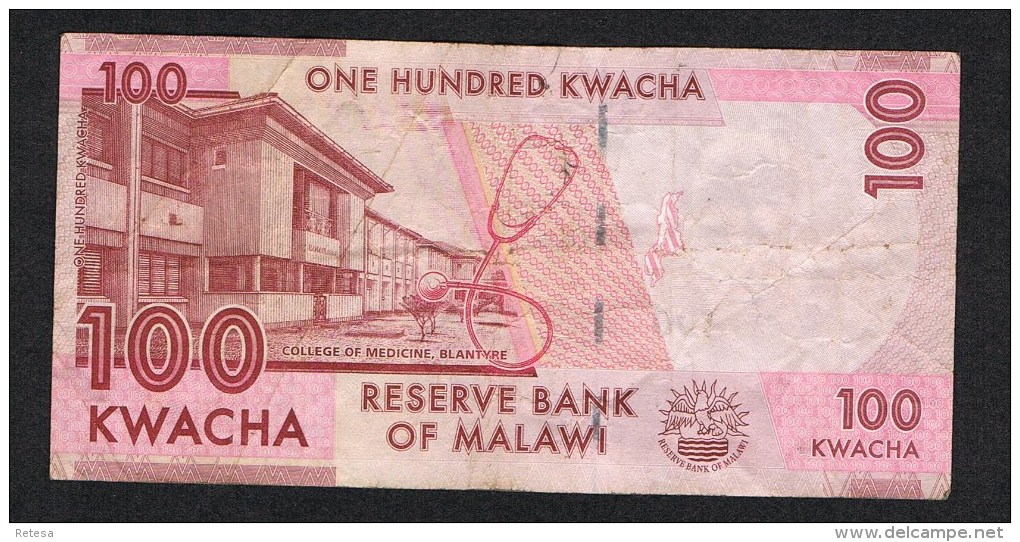 100
ONE HUNDRED KWACHA
100
ONE HUNDRED KWACHA
100
KWACHA
COLLEGE OF MEDICINE, BLANTYRE
RESERVE BANK
OF MALAWI
RESERVE BANK OF MALAWI
100
KWACHA
Retesa
www.delcampe.net